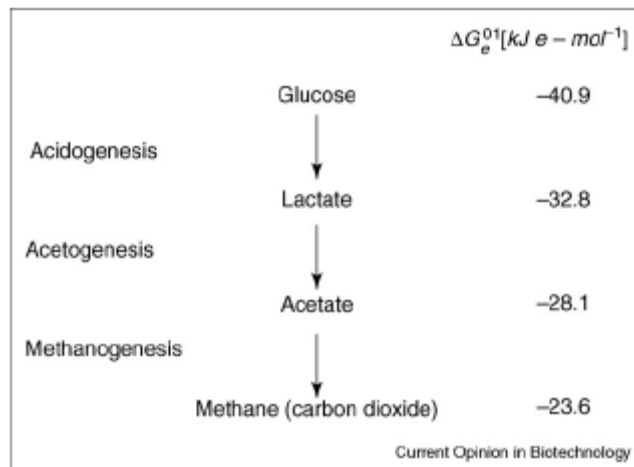 ΔG_e^01[kJ e – mol^–1]
Glucose –40.9
Acidogenesis
Lactate –32.8
Acetogenesis
Acetate –28.1
Methanogenesis
Methane (carbon dioxide) –23.6
Current Opinion in Biotechnology